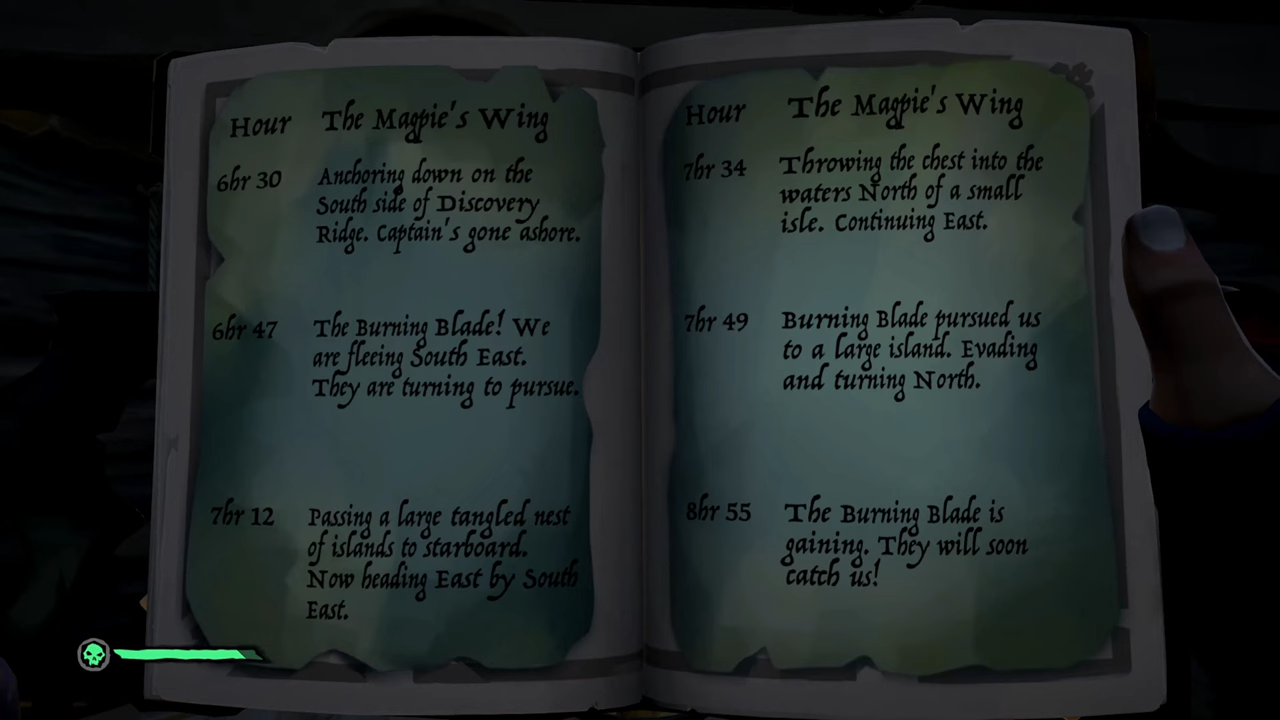 Hour The Magpie's Wing
6hr 30 Anchoring down on the
South side of Discovery
Ridge. Captain's gone ashore.
6hr 47 The Burning Blade! We
are fleeing South East.
They are turning to pursue.
7hr 12 Passing a large tangled nest
of islands to starboard.
Now heading East by South
East.
Hour The Magpie's Wing
7hr 34 Throwing the chest into the
waters North of a small
isle. Continuing East.
7hr 49 Burning Blade pursued us
to a large island. Evading
and turning North.
8hr 55 The Burning Blade is
gaining. They will soon
catch us!